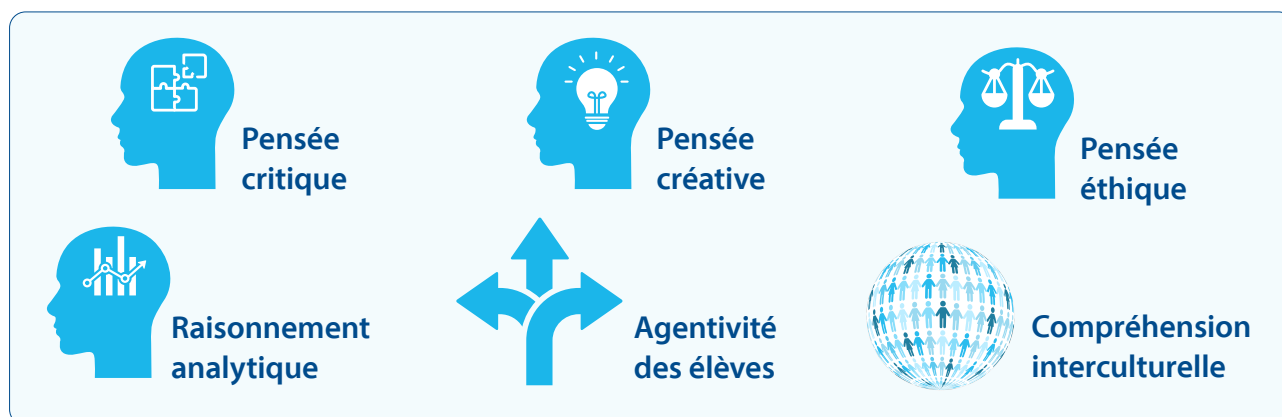 Pensée
critique
Pensée
créative
Pensée
éthique
Raisonnement
analytique
Agentivité
des élèves
Compréhension
interculturelle